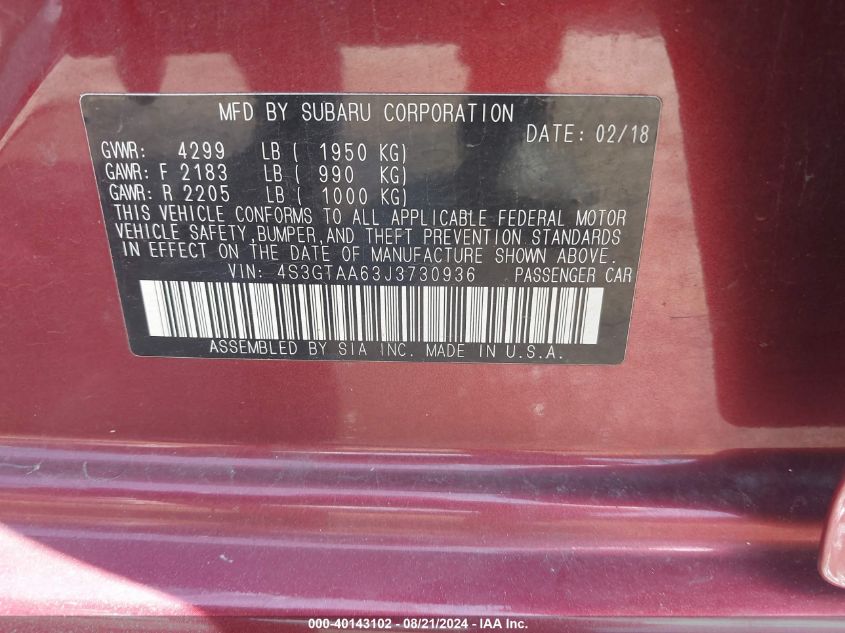 MFD BY SUBARU CORPORATION
DATE: 02/18
GVWR: 4299 LB ( 1950 KG)
GAWR: F 2183 LB ( 990 KG)
GAWR: R 2205 LB ( 1000 KG)
THIS VEHICLE CONFORMS TO ALL APPLICABLE FEDERAL MOTOR
VEHICLE SAFETY,BUMPER,AND THEFT PREVENTION STANDARDS
IN EFFECT ON THE DATE OF MANUFACTURE SHOWN ABOVE.
VIN: 4S3GTAA63J3730936 PASSENGER CAR
ASSEMBLED BY SIA INC. MADE IN U.S.A.
000-40143102 - 08/21/2024 - IAA Inc.